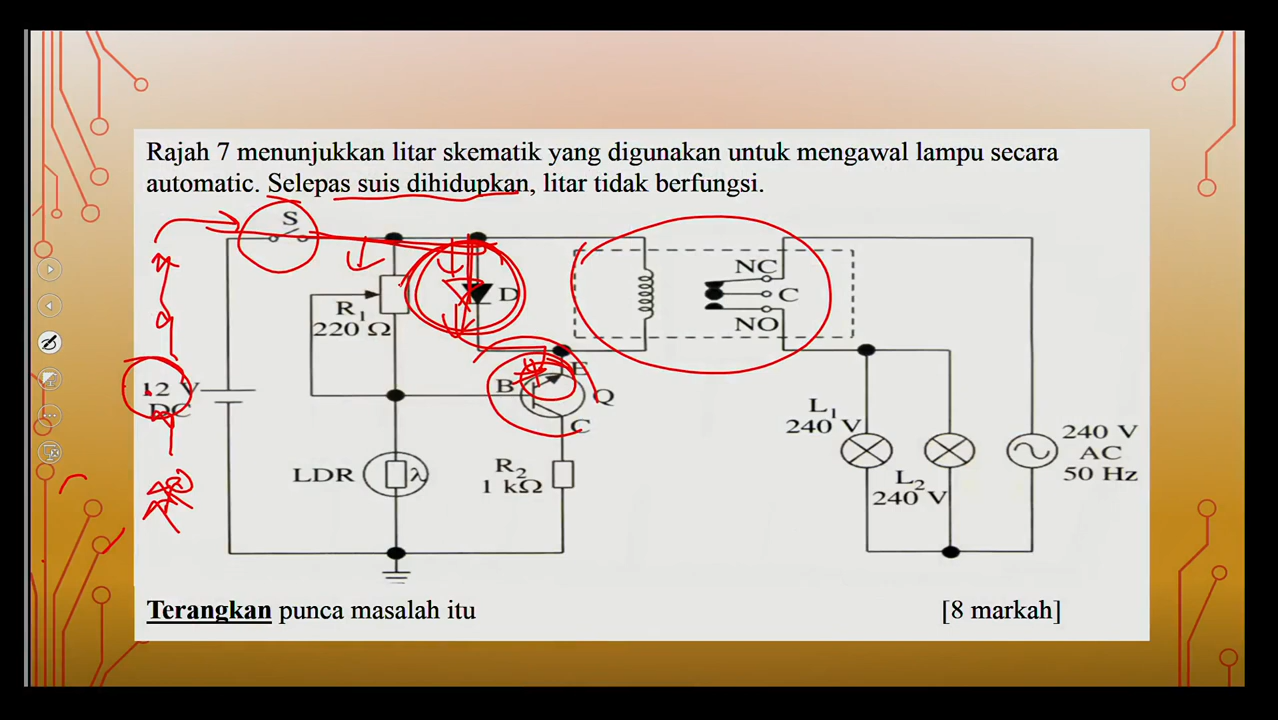 Rajah 7 menunjukkan litar skematik yang digunakan untuk mengawal lampu secara
automatic. Selepas suis dihidupkan, litar tidak berfungsi.
S
R1
220 Ω
D
NC
C
NO
12 V
DC
B
E
Q
C
LDR
λ
R2
1 kΩ
L1
240 V
L2
240 V
240 V
AC
50 Hz
Terangkan punca masalah itu [8 markah]